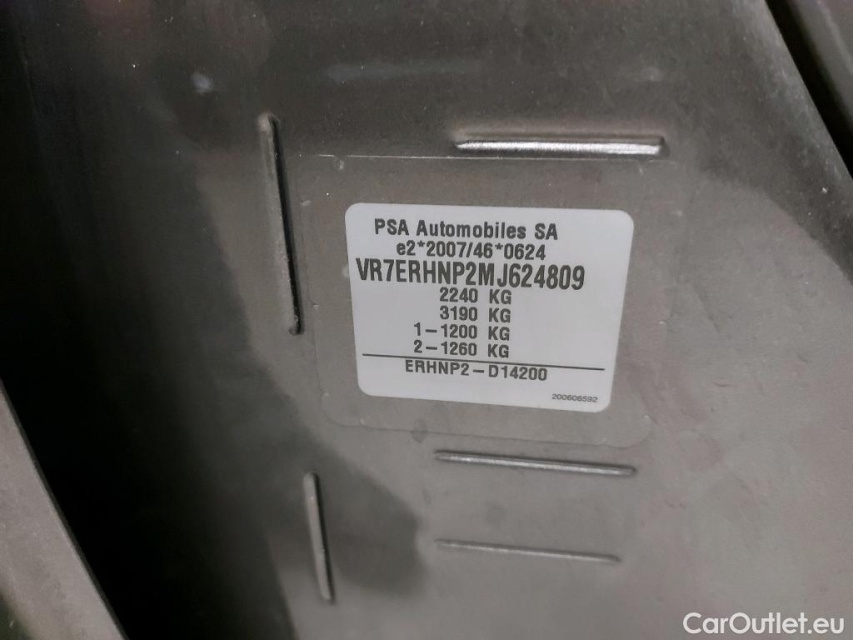 PSA Automobiles SA
e2*2007/46*0624
VR7ERHNP2MJ624809
2240 KG
3190 KG
1-1200 KG
2-1260 KG
ERHNP2-D14200
200806592
CarOutlet.eu